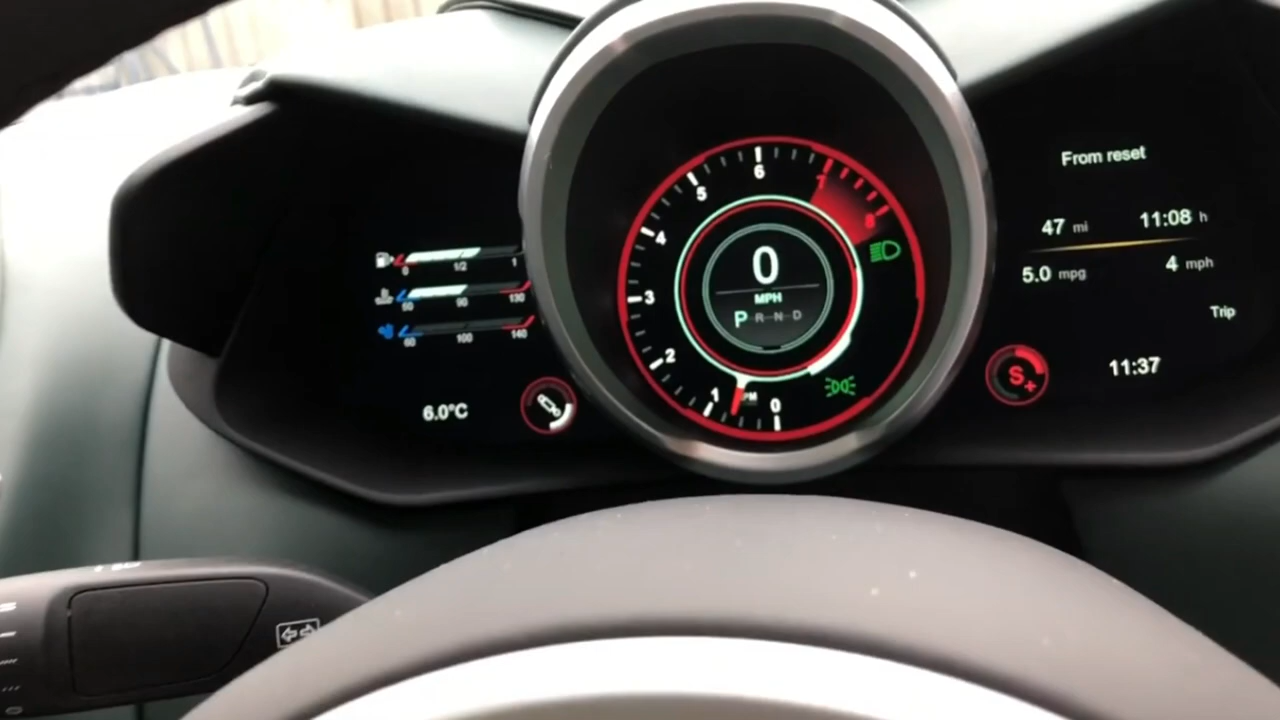 0 1/2 1
50 90 130
60 100 140
6.0°C
6
5
4
3
2
1
0
7
8
0
MPH
P R N D
From reset
47 mi 11:08 h
5.0 mpg 4 mph
Trip
S+
11:37